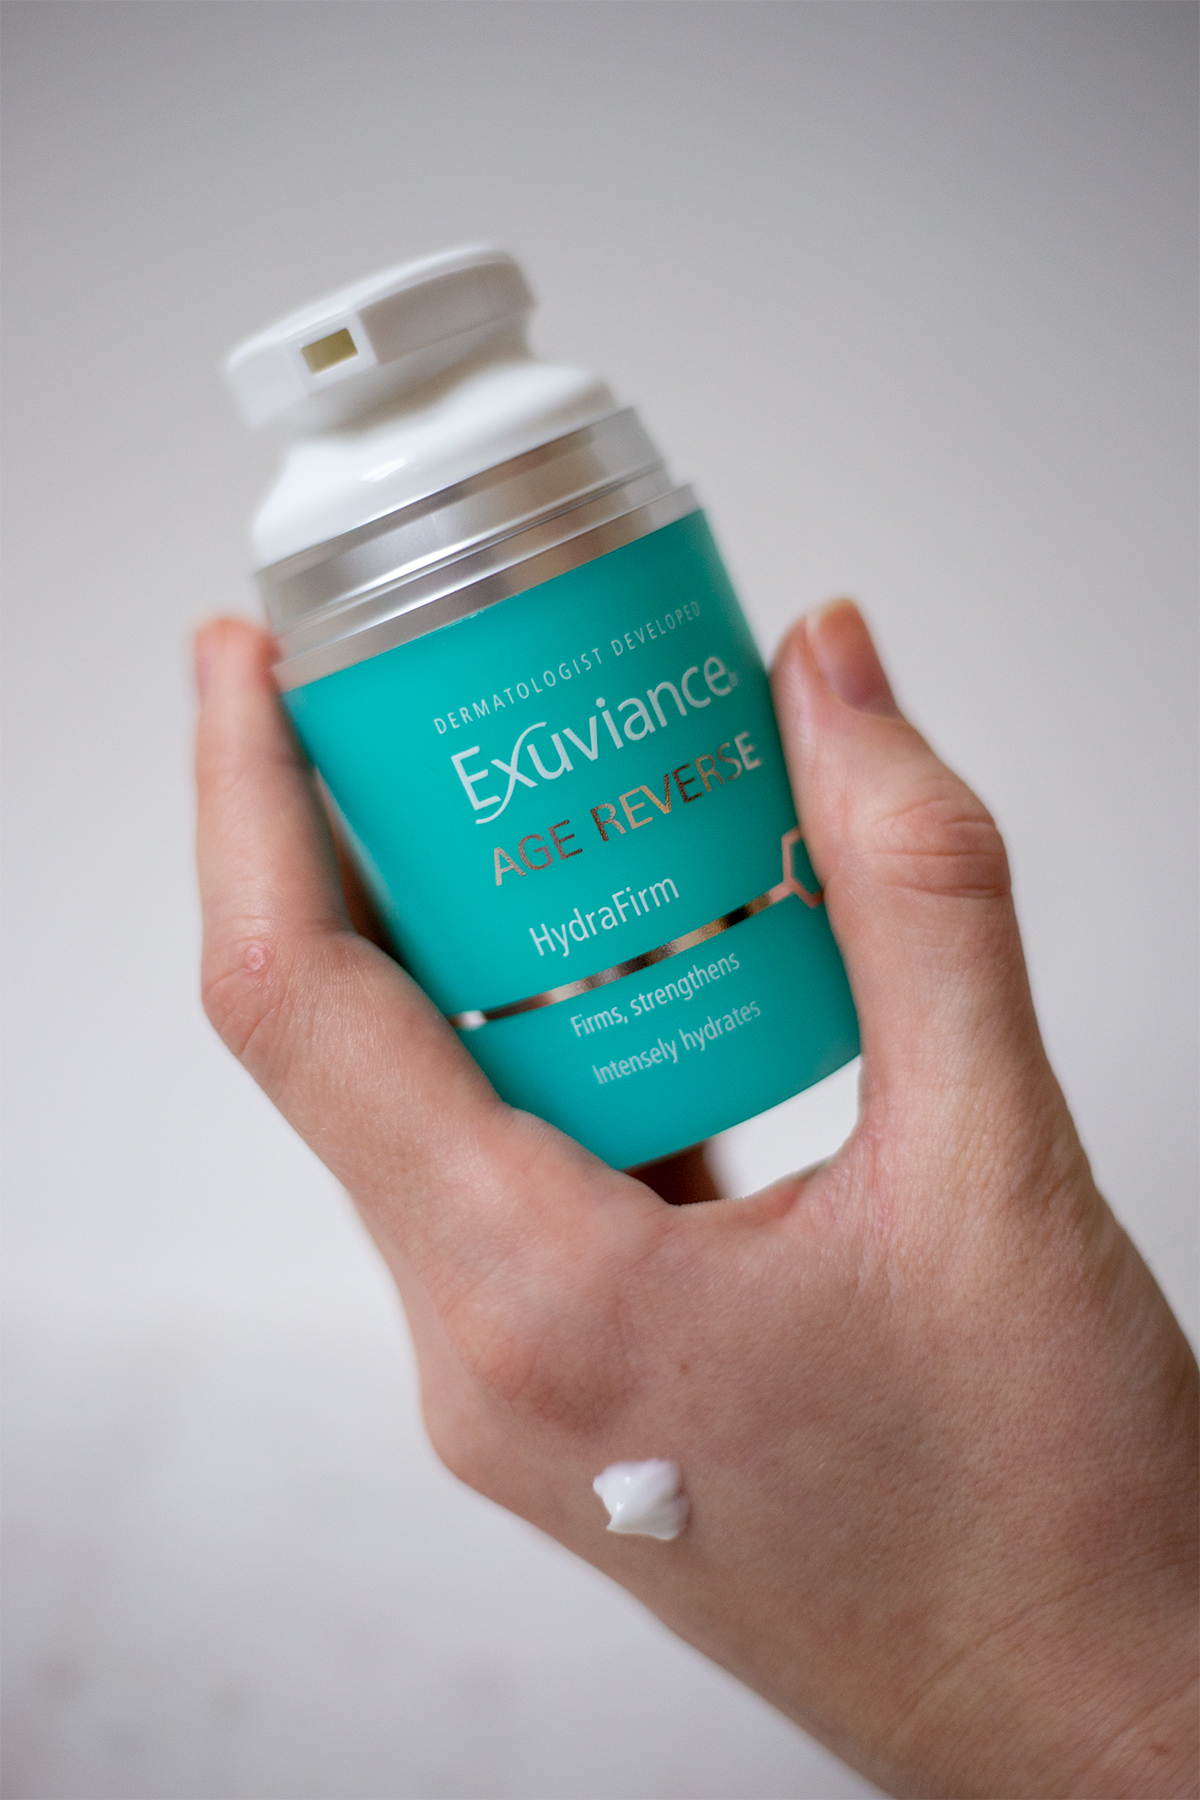 DERMATOLOGIST DEVELOPED
Exuviance®
AGE REVERSE
HydraFirm
Firms, strengthens
Intensely hydrates